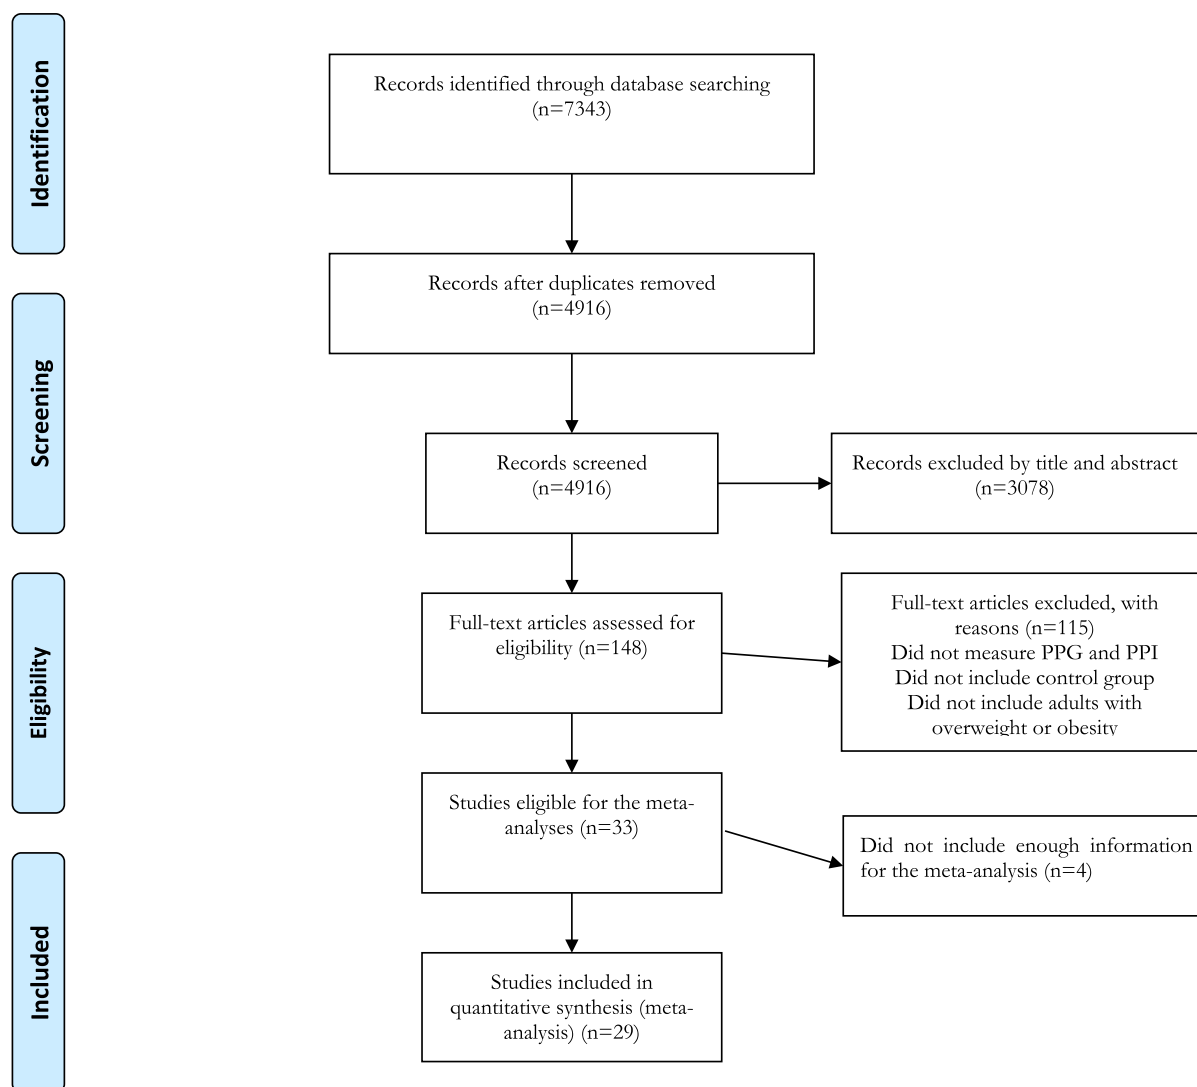 Identification
Records identified through database searching
(n=7343)
Records after duplicates removed
(n=4916)
Screening
Records screened
(n=4916)
Records excluded by title and abstract
(n=3078)
Eligibility
Full-text articles assessed for
eligibility (n=148)
Full-text articles excluded, with
reasons (n=115)
Did not measure PPG and PPI
Did not include control group
Did not include adults with
overweight or obesity
Studies eligible for the meta-
analyses (n=33)
Did not include enough information
for the meta-analysis (n=4)
Included
Studies included in
quantitative synthesis (meta-
analysis) (n=29)